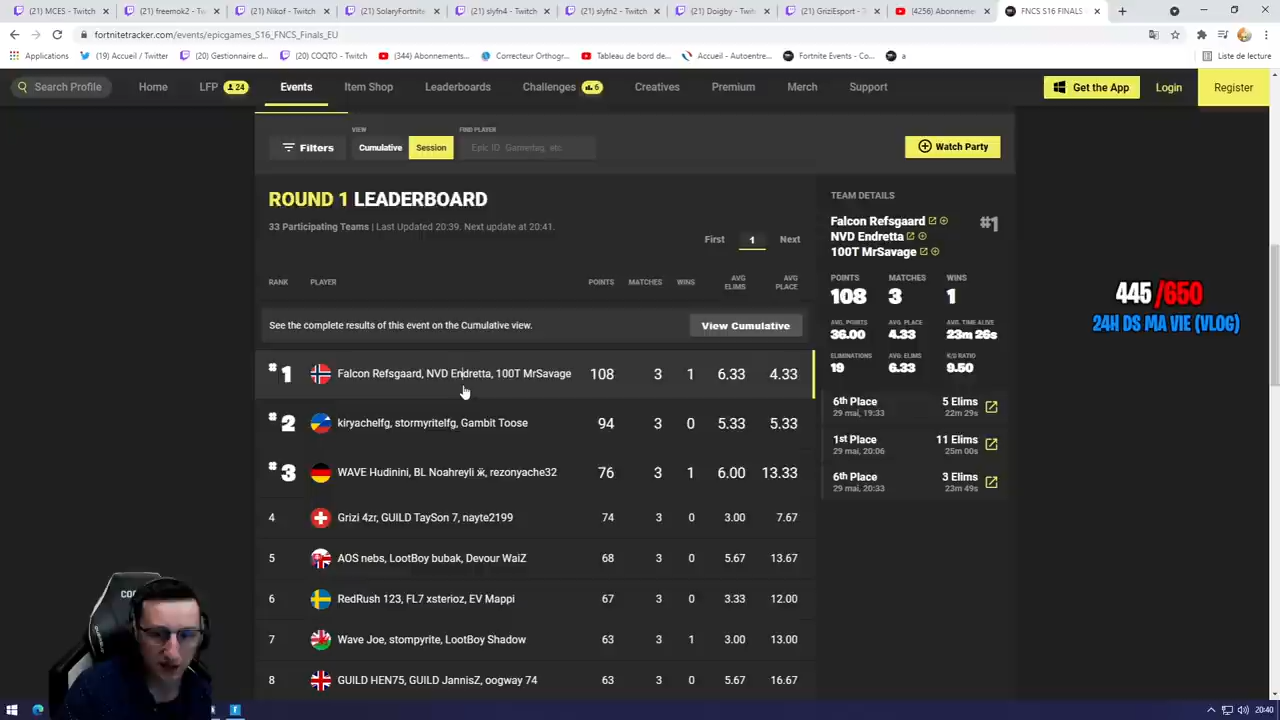 (21) MCES - Twitch
(21) freemok2 - Twitch
(21) Nikof - Twitch
(21) SolaryFortnite
(21) slyfn4 - Twitch
(21) slyfn2 - Twitch
(21) Doigby - Twitch
(21) GriziEsport - T
(4256) Abonneme
FNCS S16 FINALS
fortnitetracker.com/events/epicgames_S16_FNCS_Finals_EU
Applications
(19) Accueil / Twitter
(20) Gestionnaire d...
(20) COQTO - Twitch
(344) Abonnements...
Correcteur Orthogr...
Tableau de bord de...
Accueil - Autoentre...
Fortnite Events - Co...
a
Liste de lecture
Search Profile
Home
LFP 24
Events
Item Shop
Leaderboards
Challenges 6
Creatives
Premium
Merch
Support
Get the App
Login
Register
Filters
VIEW
Cumulative
Session
FIND PLAYER
Epic ID, Gamertag, etc.
Watch Party
ROUND 1 LEADERBOARD
33 Participating Teams | Last Updated 20:39. Next update at 20:41.
First
1
Next
RANK PLAYER POINTS MATCHES WINS AVG ELIMS AVG PLACE
See the complete results of this event on the Cumulative view.
View Cumulative
#1 Falcon Refsgaard, NVD Endretta, 100T MrSavage 108 3 1 6.33 4.33
#2 kiryachelfg, stormyritelfg, Gambit Toose 94 3 0 5.33 5.33
#3 WAVE Hudinini, BL Noahreyli ж, rezonyache32 76 3 1 6.00 13.33
4 Grizi 4zr, GUILD TaySon 7, nayte2199 74 3 0 3.00 7.67
5 AOS nebs, LootBoy bubak, Devour WaiZ 68 3 0 5.67 13.67
6 RedRush 123, FL7 xsterioz, EV Mappi 67 3 0 3.33 12.00
7 Wave Joe, stompyrite, LootBoy Shadow 63 3 1 3.00 13.00
8 GUILD HEN75, GUILD JannisZ, oogway 74 63 3 0 5.67 16.67
TEAM DETAILS
Falcon Refsgaard
NVD Endretta
100T MrSavage
#1
POINTS MATCHES WINS
108 3 1
AVG. POINTS AVG. PLACE AVG. TIME ALIVE
36.00 4.33 23m 26s
ELIMINATIONS AVG. ELIMS K/D RATIO
19 6.33 9.50
6th Place 5 Elims
29 mai, 19:33 22m 29s
1st Place 11 Elims
29 mai, 20:06 25m 00s
6th Place 3 Elims
29 mai, 20:33 23m 49s
445/650
24H DS MA VIE (VLOG)
20:40